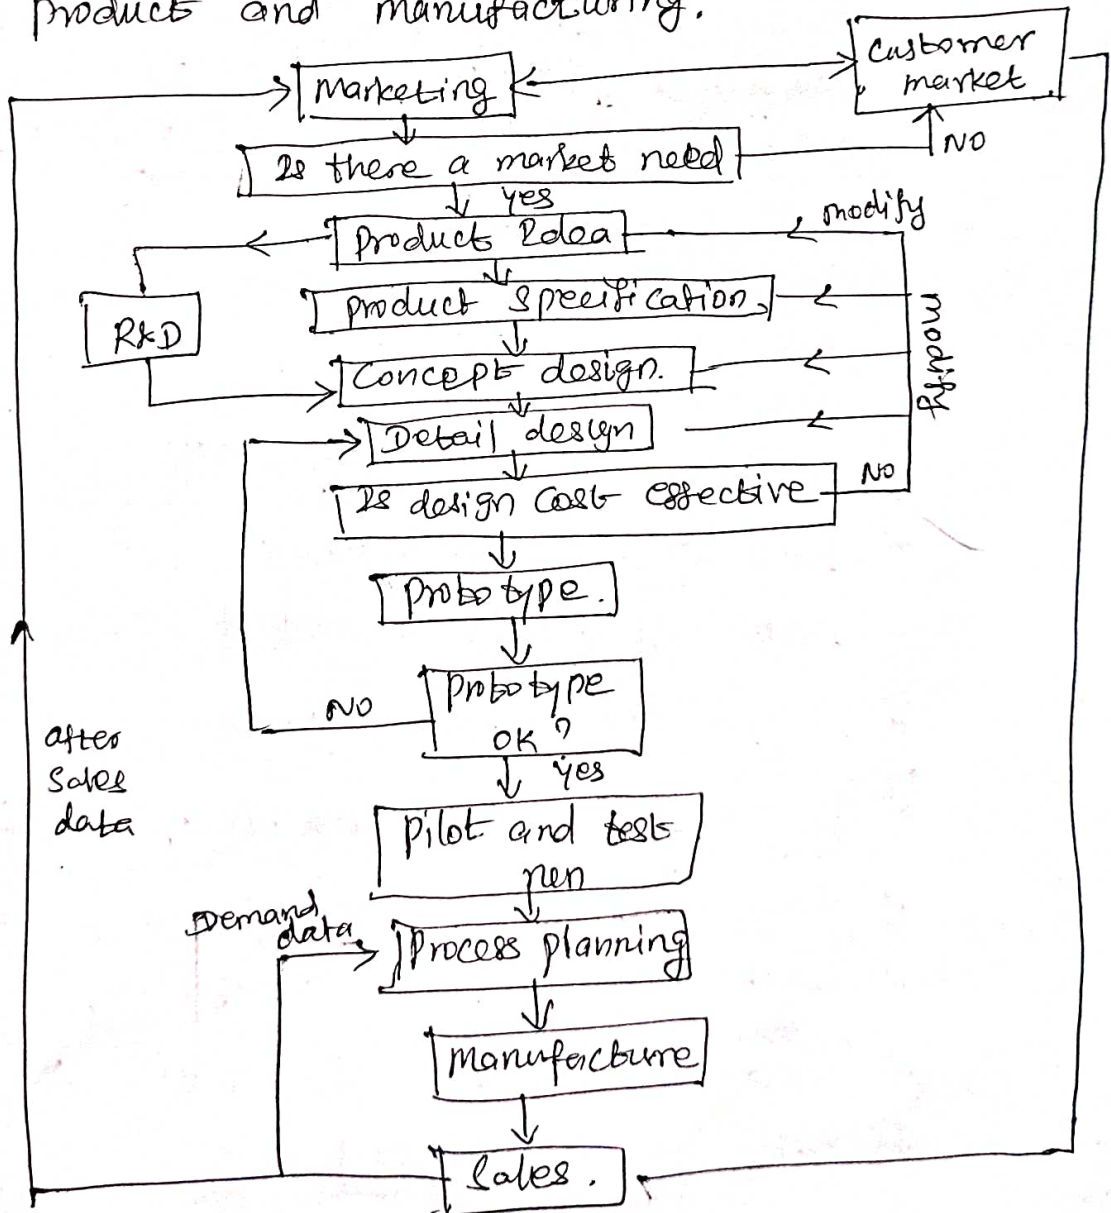 product and manufacturing.
Customer
market
Marketing
NO
Is there a market need
yes
modify
Product Idea
Product Specification
R&D
modify
Concept design.
Detail design
NO
Is design Cost effective
Prototype.
Prototype
OK?
NO
yes
after
Sales
data
Pilot and test
run
Demand
data
Process planning
Manufacture
Sales.